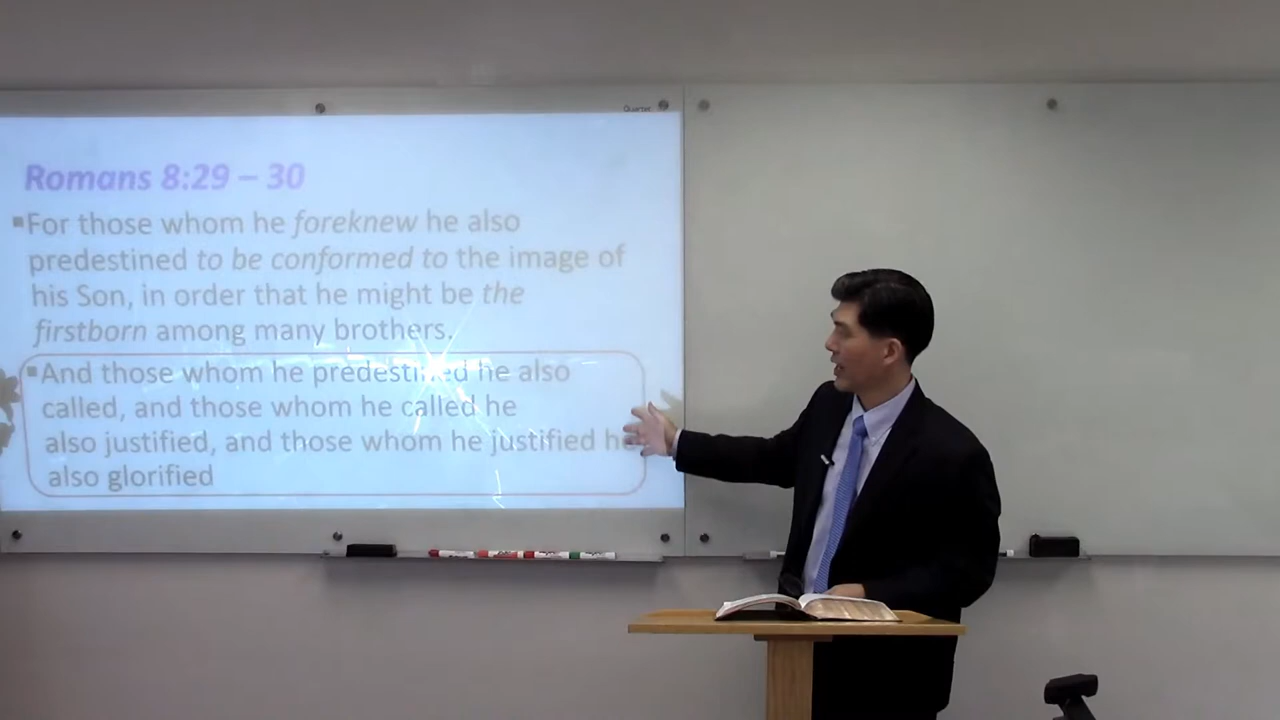 Quartet
Romans 8:29 – 30
▪For those whom he foreknew he also
predestined to be conformed to the image of
his Son, in order that he might be the
firstborn among many brothers.
▪And those whom he predestined he also
called, and those whom he called he
also justified, and those whom he justified he
also glorified